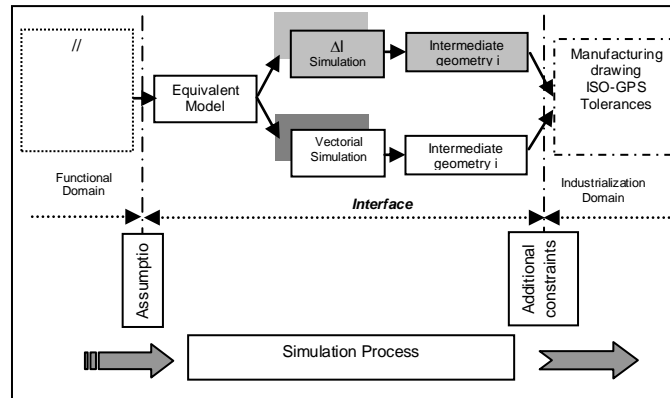 //
Δl
Simulation
Intermediate
geometry i
Equivalent
Model
Vectorial
Simulation
Intermediate
geometry i
Manufacturing
drawing
ISO-GPS
Tolerances
Functional
Domain
Interface
Industrialization
Domain
Assumptio
Additional
constraints
Simulation Process